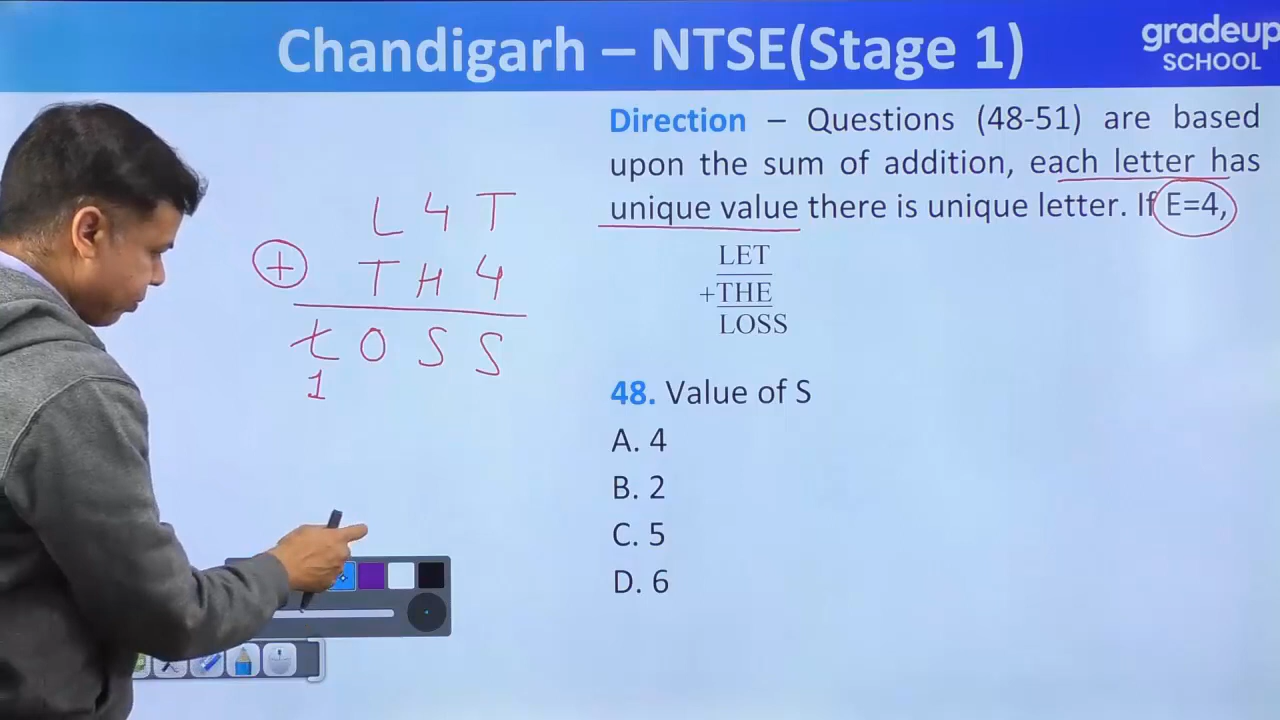 Chandigarh – NTSE(Stage 1)
gradeup
SCHOOL
Direction – Questions (48-51) are based
upon the sum of addition, each letter has
unique value there is unique letter. If E=4,
LET
+THE
LOSS
L 4 T
+ T H 4
L O S S
1
48. Value of S
A. 4
B. 2
C. 5
D. 6